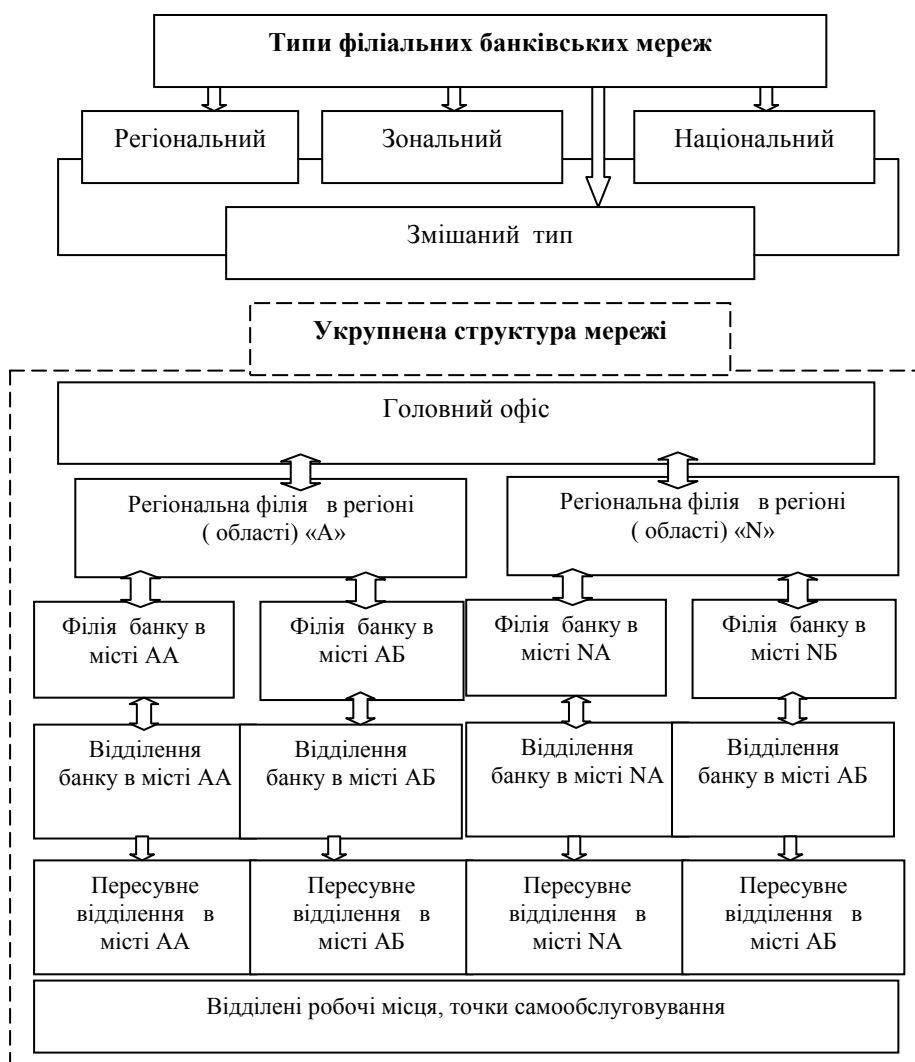 Типи філіальних банківських мереж
Регіональний
Зональний
Національний
Змішаний тип
Укрупнена структура мережі
Головний офіс
Регіональна філія в регіоні
( області) «А»
Регіональна філія в регіоні
( області) «N»
Філія банку в
місті АА
Філія банку в
місті АБ
Філія банку в
місті NА
Філія банку в
місті NБ
Відділення
банку в місті АА
Відділення
банку в місті АБ
Відділення
банку в місті NА
Відділення
банку в місті АБ
Пересувне
відділення в
місті АА
Пересувне
відділення в
місті АБ
Пересувне
відділення в
місті NА
Пересувне
відділення в
місті АБ
Відділені робочі місця, точки самообслуговування